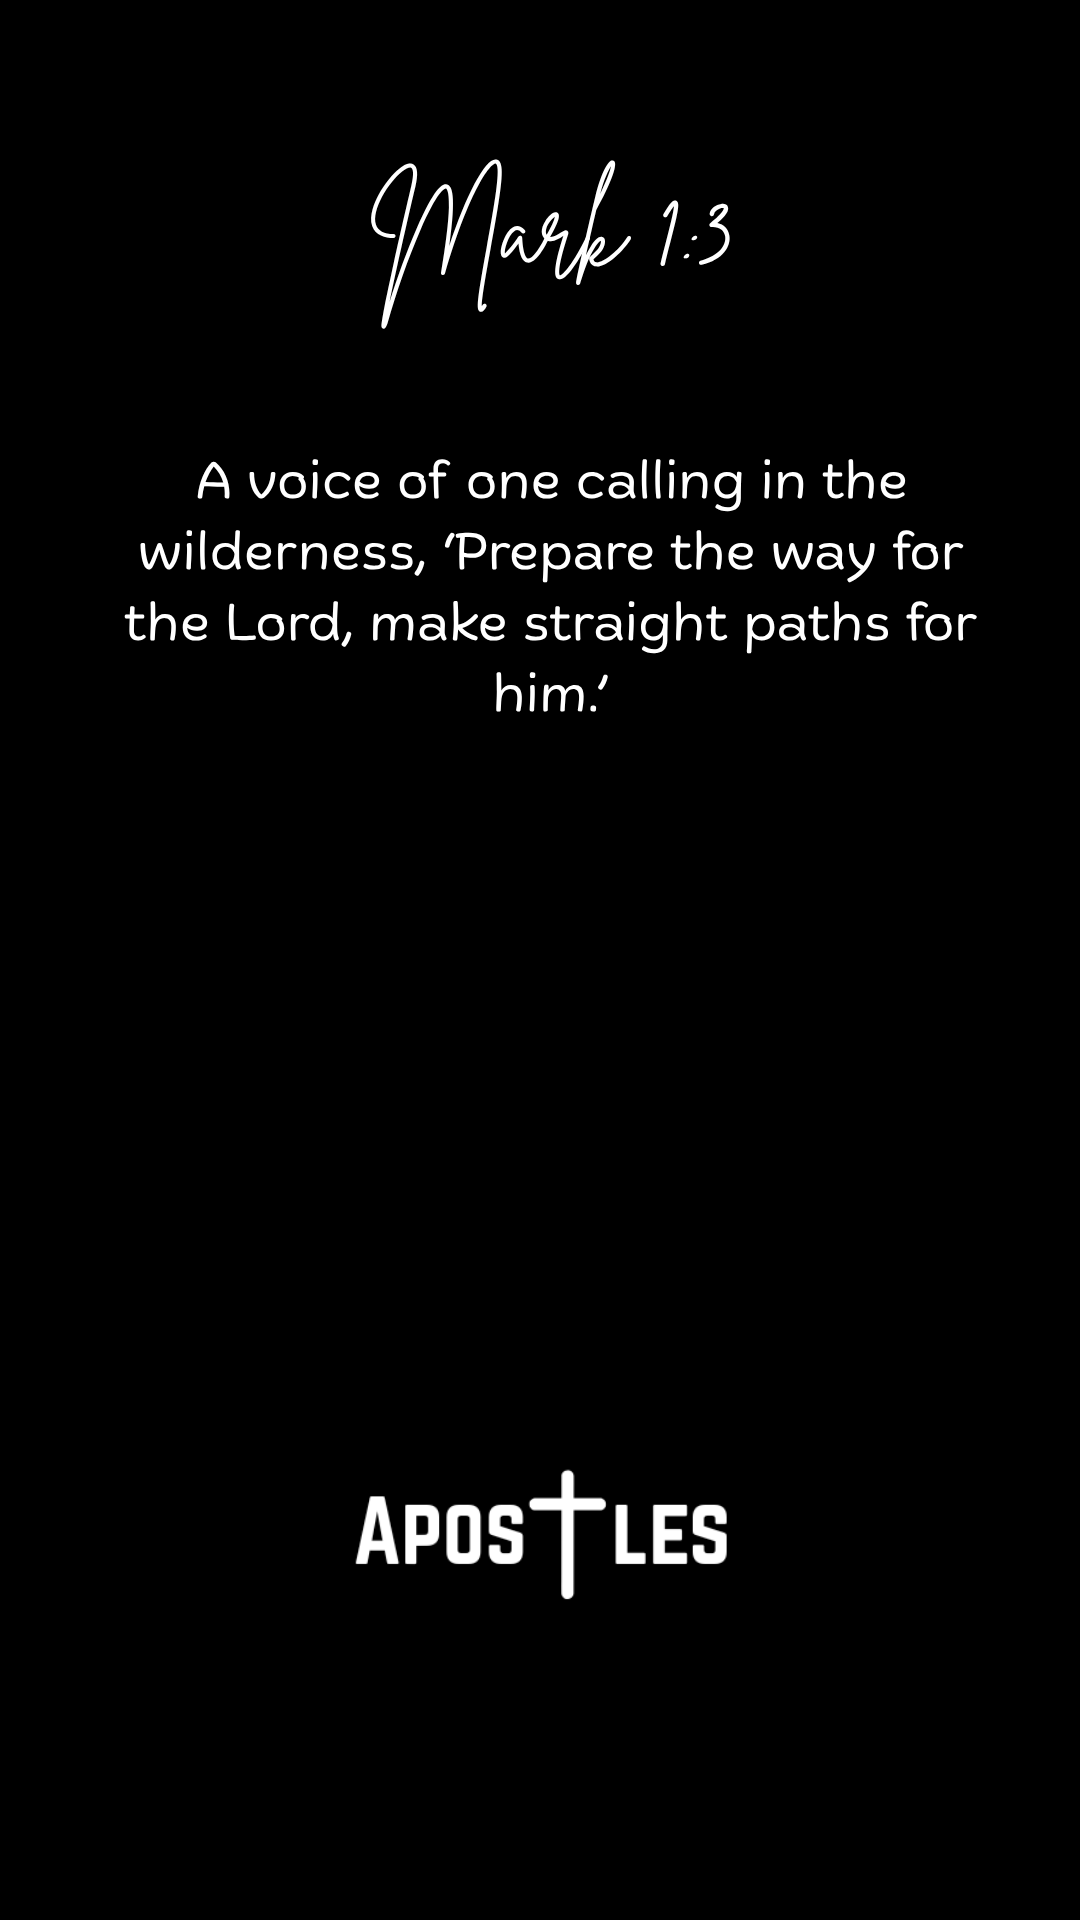 Mark 1:3
A voice of one calling in the
wilderness, ‘Prepare the way for
the Lord, make straight paths for
him.’
Apostles